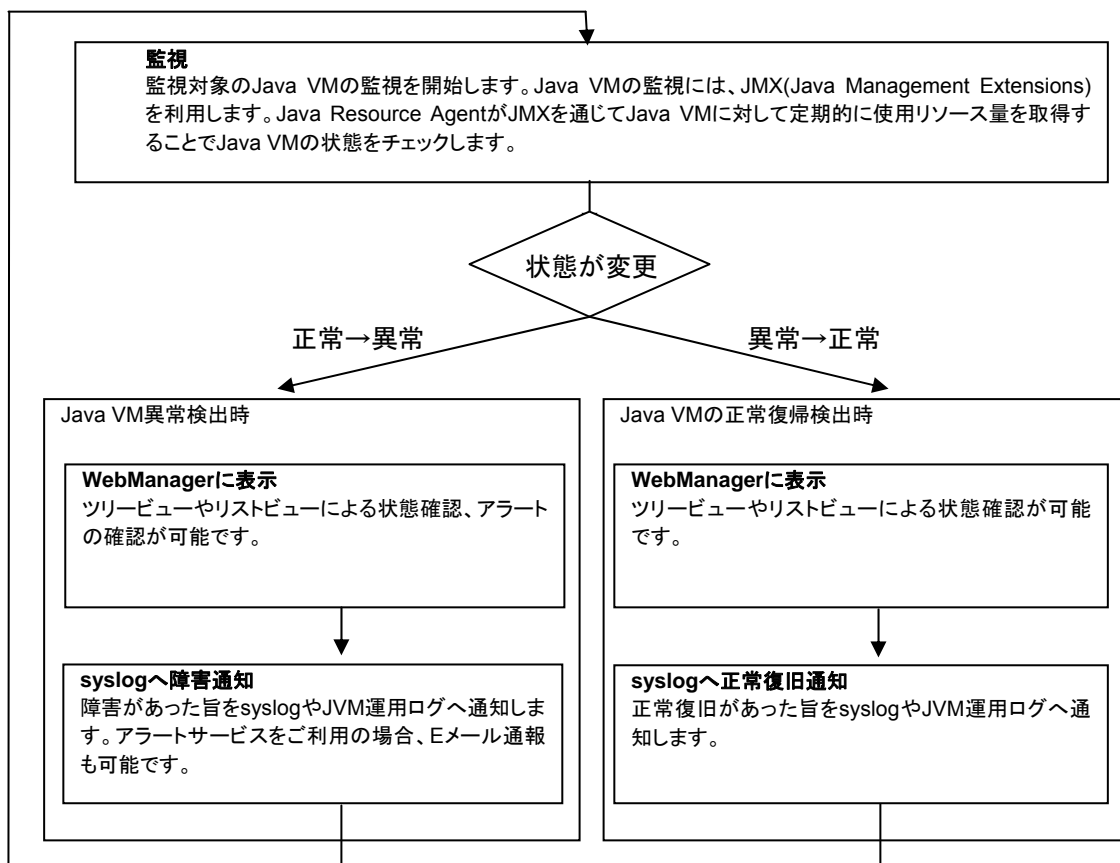 監視
監視対象のJava VMの監視を開始します。Java VMの監視には、JMX(Java Management Extensions)
を利用します。Java Resource AgentがJMXを通じてJava VMに対して定期的に使用リソース量を取得す
ることでJava VMの状態をチェックします。
状態が変更
正常→異常
異常→正常
Java VM異常検出時
WebManagerに表示
ツリービューやリストビューによる状態確認、アラート
の確認が可能です。
syslogへ障害通知
障害があった旨をsyslogやJVM運用ログへ通知しま
す。アラートサービスをご利用の場合、Eメール通報
も可能です。
Java VMの正常復帰検出時
WebManagerに表示
ツリービューやリストビューによる状態確認が可能
です。
syslogへ正常復旧通知
正常復旧があった旨をsyslogやJVM運用ログへ通
知します。